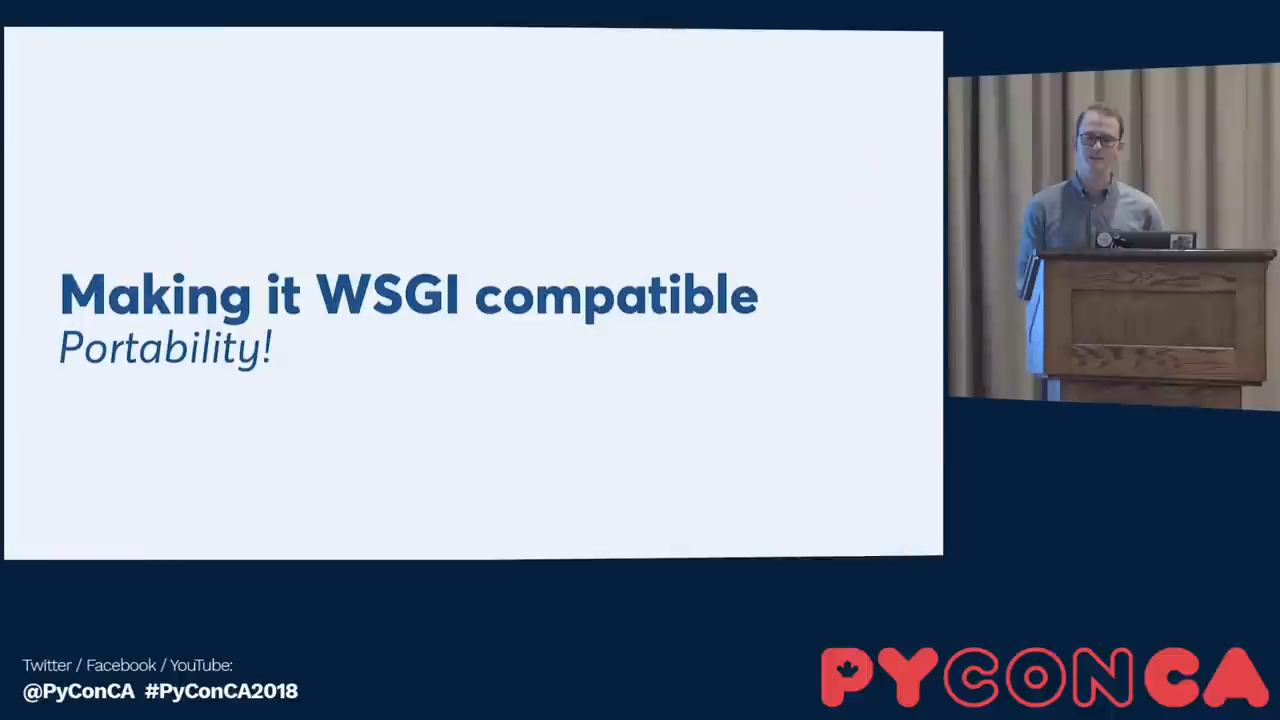 Making it WSGI compatible
Portability!
Twitter / Facebook / YouTube:
@PyConCA #PyConCA2018
PYCONCA